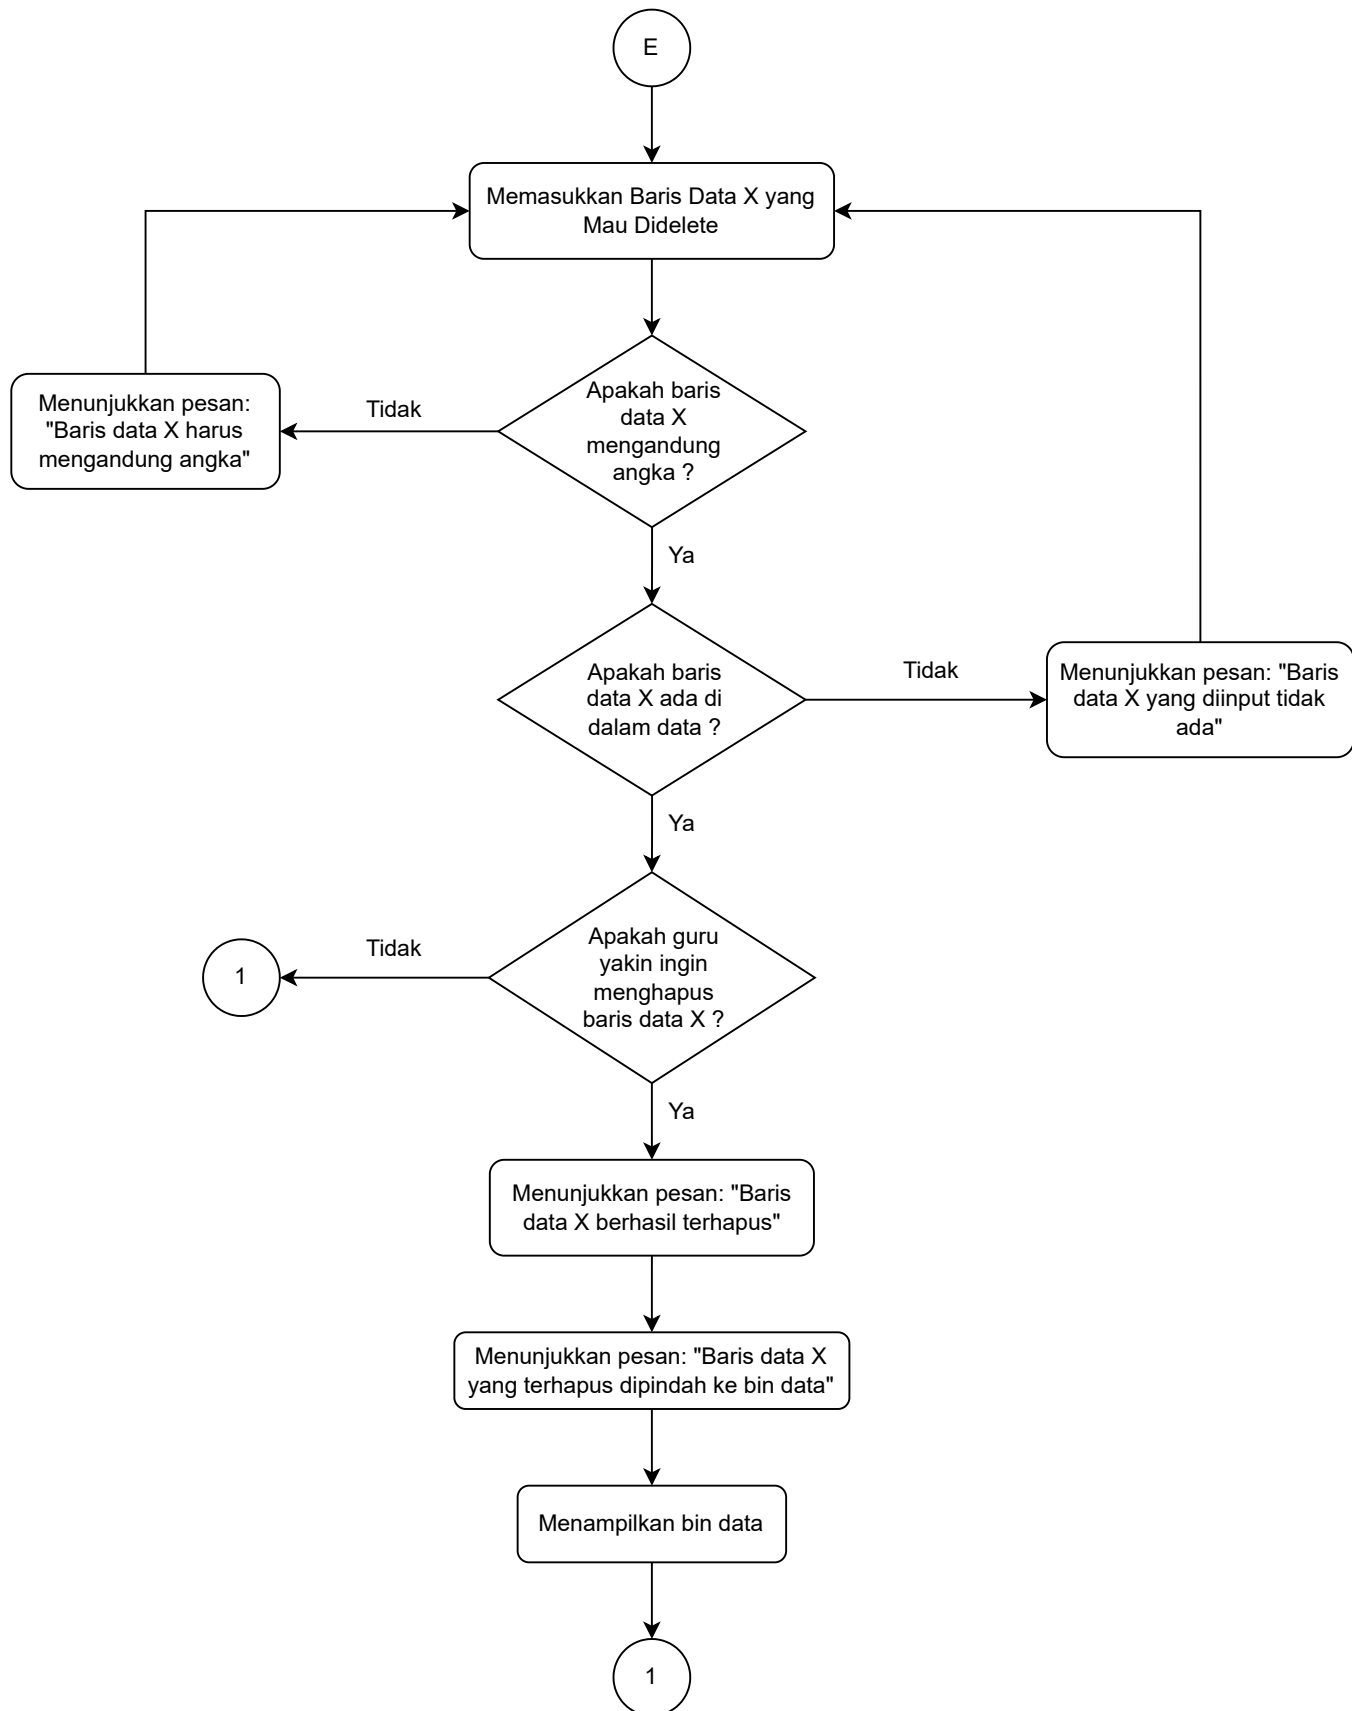 E
Memasukkan Baris Data X yang
Mau Didelete
Apakah baris
data X
mengandung
angka ?
Tidak
Menunjukkan pesan:
"Baris data X harus
mengandung angka"
Ya
Apakah baris
data X ada di
dalam data ?
Tidak
Menunjukkan pesan: "Baris
data X yang diinput tidak
ada"
Ya
Apakah guru
yakin ingin
menghapus
baris data X ?
Tidak
1
Ya
Menunjukkan pesan: "Baris
data X berhasil terhapus"
Menunjukkan pesan: "Baris data X
yang terhapus dipindah ke bin data"
Menampilkan bin data
1